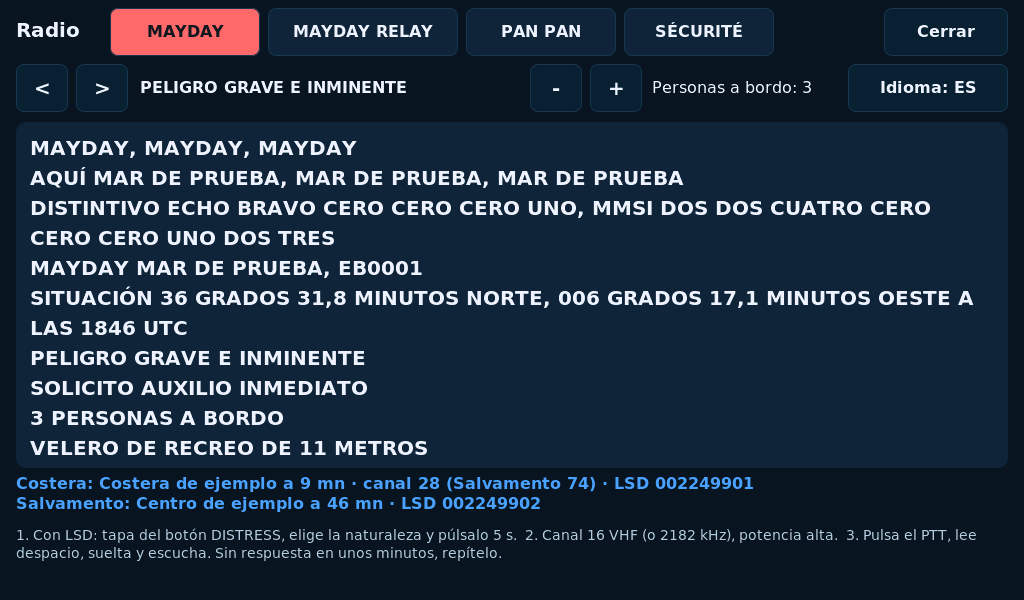 Radio MAYDAY MAYDAY RELAY PAN PAN SÉCURITÉ Cerrar
< > PELIGRO GRAVE E INMINENTE - + Personas a bordo: 3 Idioma: ES
MAYDAY, MAYDAY, MAYDAY
AQUÍ MAR DE PRUEBA, MAR DE PRUEBA, MAR DE PRUEBA
DISTINTIVO ECHO BRAVO CERO CERO CERO UNO, MMSI DOS DOS CUATRO CERO
CERO CERO UNO DOS TRES
MAYDAY MAR DE PRUEBA, EB0001
SITUACIÓN 36 GRADOS 31,8 MINUTOS NORTE, 006 GRADOS 17,1 MINUTOS OESTE A
LAS 1846 UTC
PELIGRO GRAVE E INMINENTE
SOLICITO AUXILIO INMEDIATO
3 PERSONAS A BORDO
VELERO DE RECREO DE 11 METROS
Costera: Costera de ejemplo a 9 mn · canal 28 (Salvamento 74) · LSD 002249901
Salvamento: Centro de ejemplo a 46 mn · LSD 002249902
1. Con LSD: tapa del botón DISTRESS, elige la naturaleza y púlsalo 5 s. 2. Canal 16 VHF (o 2182 kHz), potencia alta. 3. Pulsa el PTT, lee
despacio, suelta y escucha. Sin respuesta en unos minutos, repítelo.